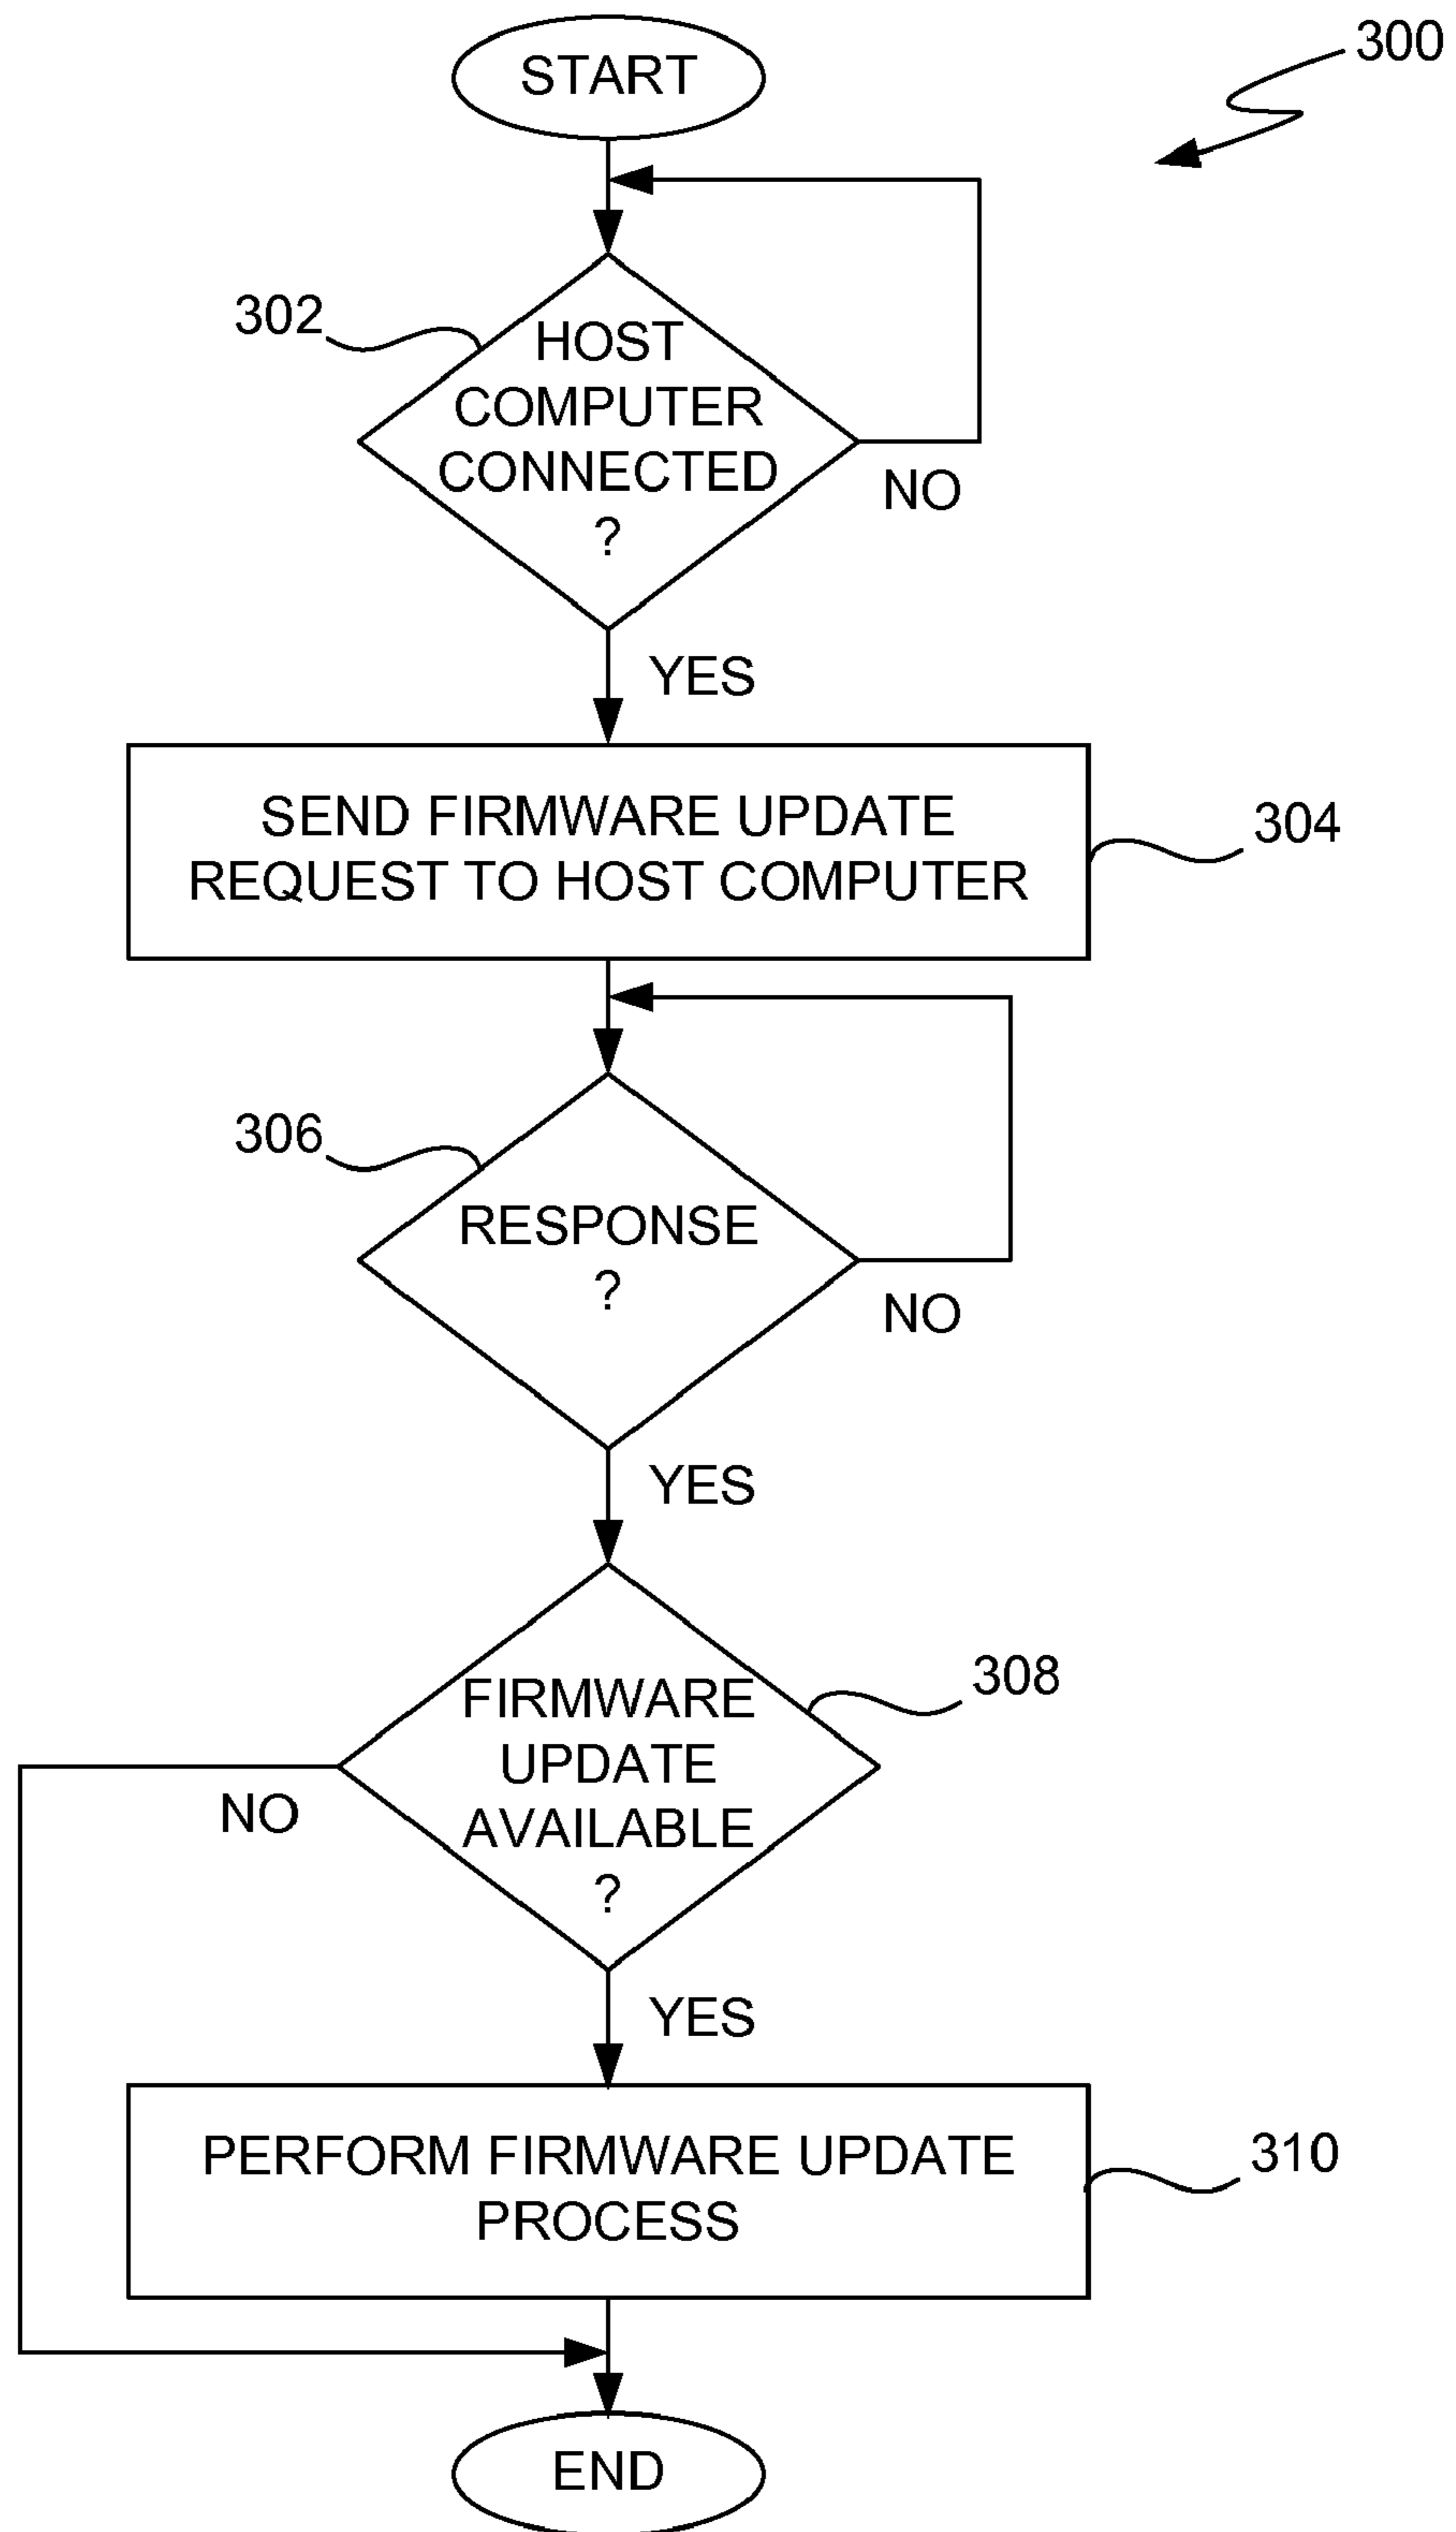 START
300
302
HOST
COMPUTER
CONNECTED
?
NO
YES
SEND FIRMWARE UPDATE
REQUEST TO HOST COMPUTER
304
306
RESPONSE
?
NO
YES
308
FIRMWARE
UPDATE
AVAILABLE
?
NO
YES
PERFORM FIRMWARE UPDATE
PROCESS
310
END